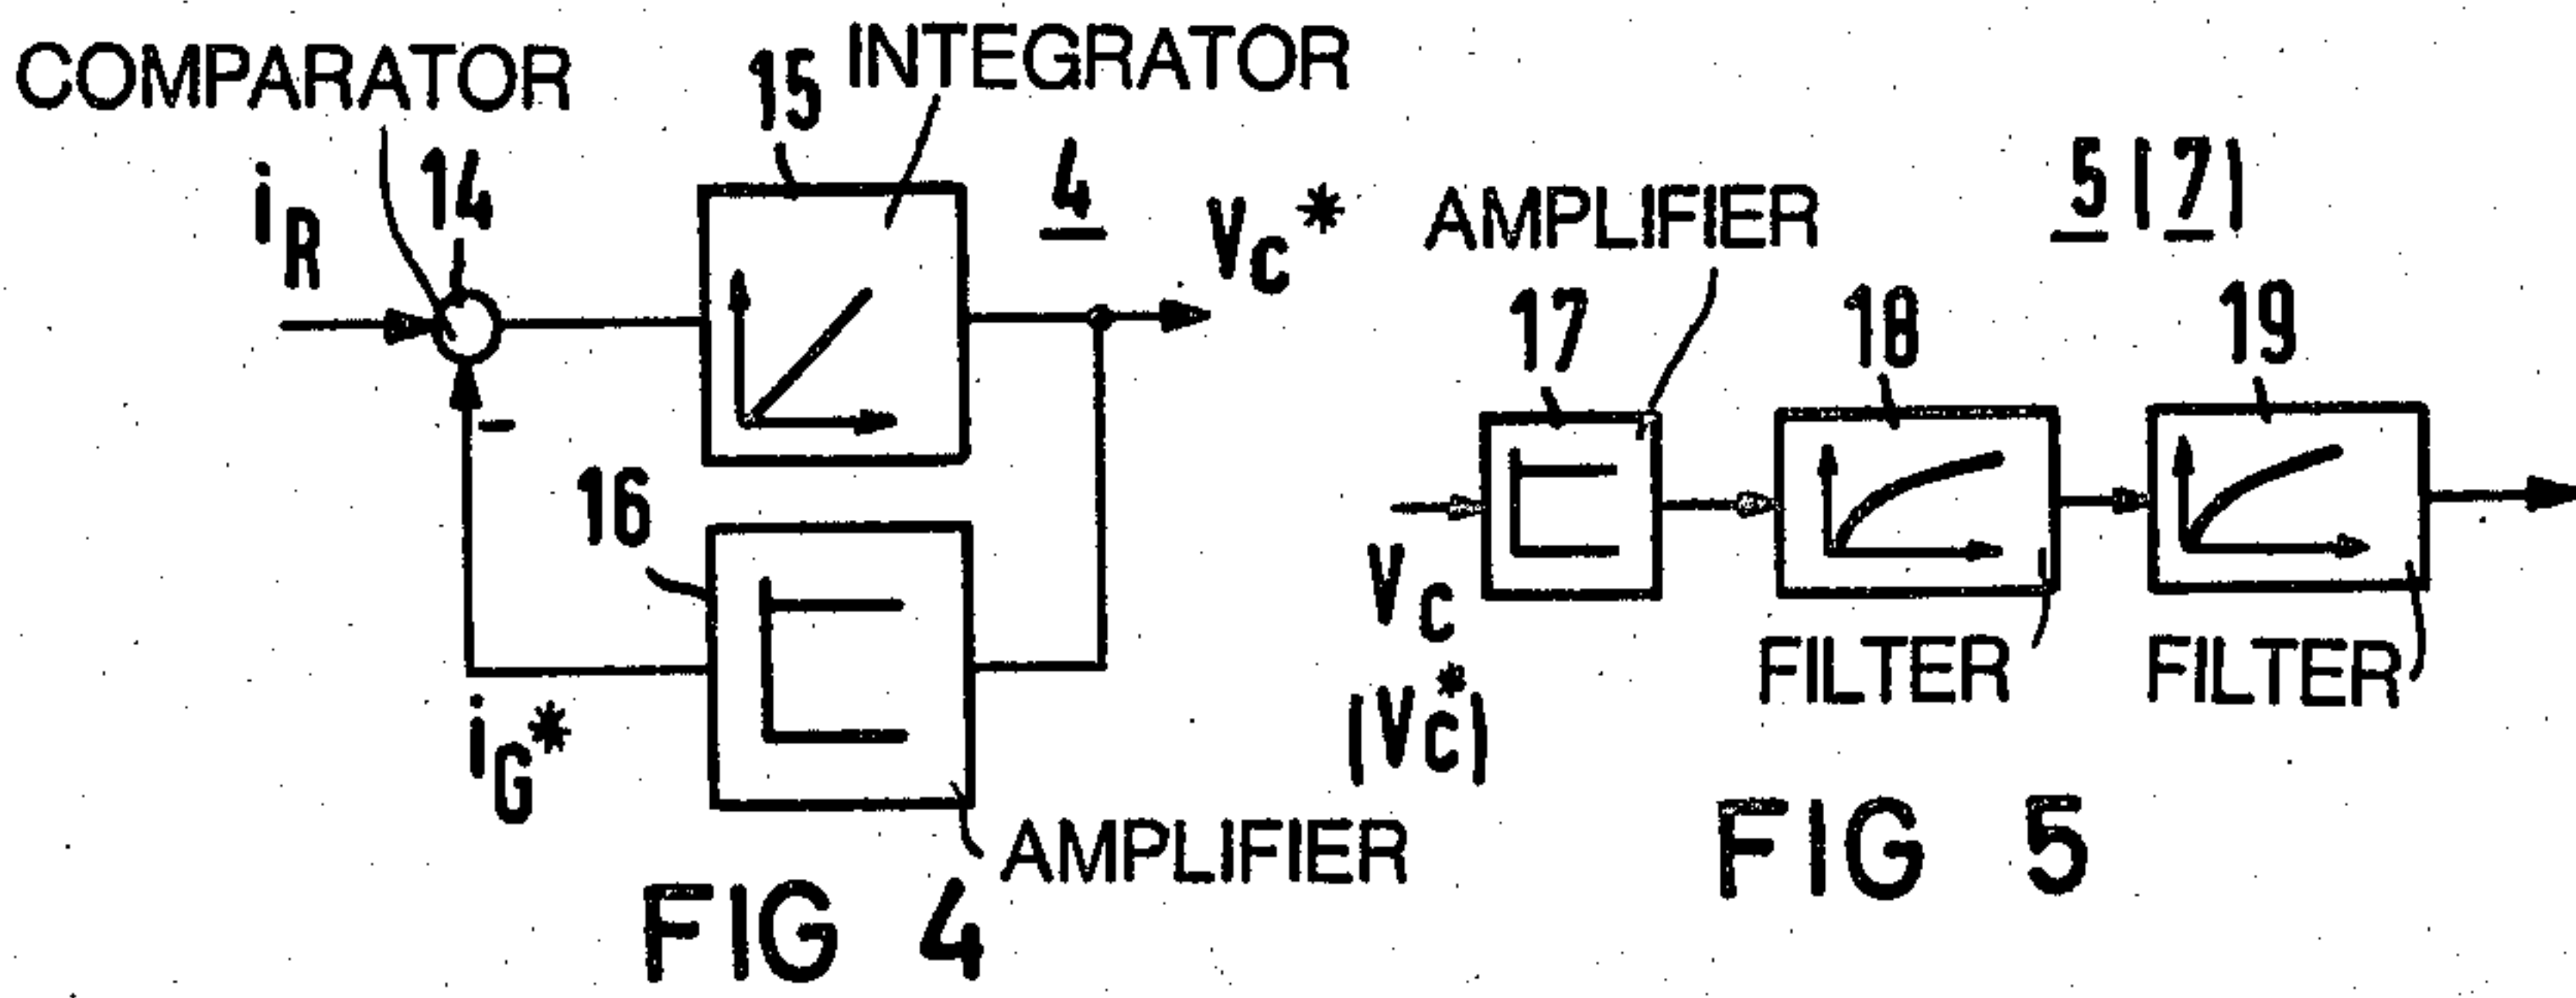 COMPARATOR
15
INTEGRATOR
i_R
14
4
V_C*
16
-
i_G*
AMPLIFIER
FIG 4
5 (7)
AMPLIFIER
17
18
19
V_C
(V_C*)
FILTER
FILTER
FIG 5